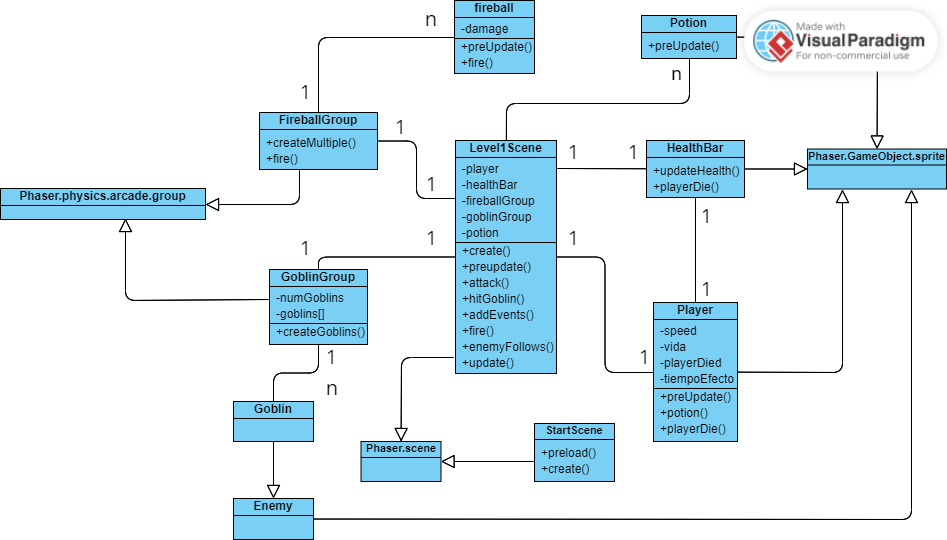 fireball
-damage
+preUpdate()
+fire()
n
1
Potion
+preUpdate()
n
Made with
Visual Paradigm
For non-commercial use
FireballGroup
+createMultiple()
+fire()
1
1
Level1Scene
-player
-healthBar
-fireballGroup
-goblinGroup
-potion
+create()
+preupdate()
+attack()
+hitGoblin()
+addEvents()
+fire()
+enemyFollows()
+update()
1
1
HealthBar
+updateHealth()
+playerDie()
Phaser.GameObject.sprite
Phaser.physics.arcade.group
1
1
1
1
1
GoblinGroup
-numGoblins
-goblins[]
+createGoblins()
1
n
1
Player
-speed
-vida
-playerDied
-tiempoEfecto
+preUpdate()
+potion()
+playerDie()
Goblin
Phaser.scene
StartScene
+preload()
+create()
Enemy